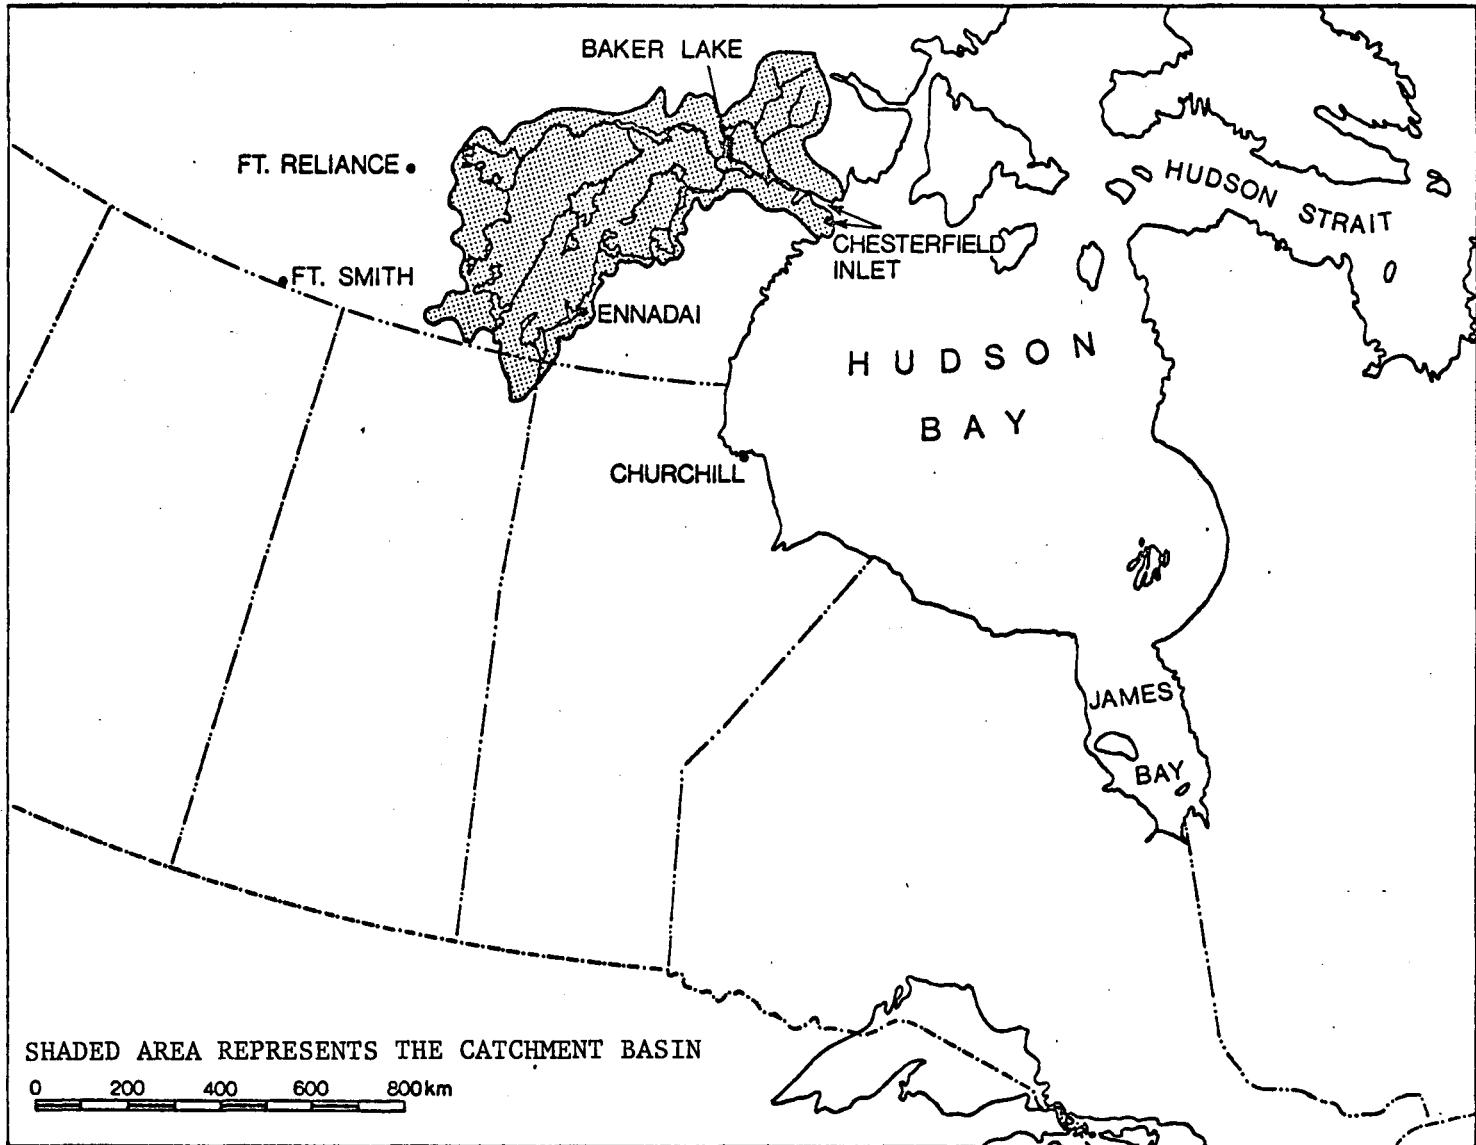 BAKER LAKE
FT. RELIANCE
HUDSON STRAIT
CHESTERFIELD
INLET
FT. SMITH
ENNADAI
HUDSON
BAY
CHURCHILL
JAMES
BAY
SHADED AREA REPRESENTS THE CATCHMENT BASIN
0 200 400 600 800km